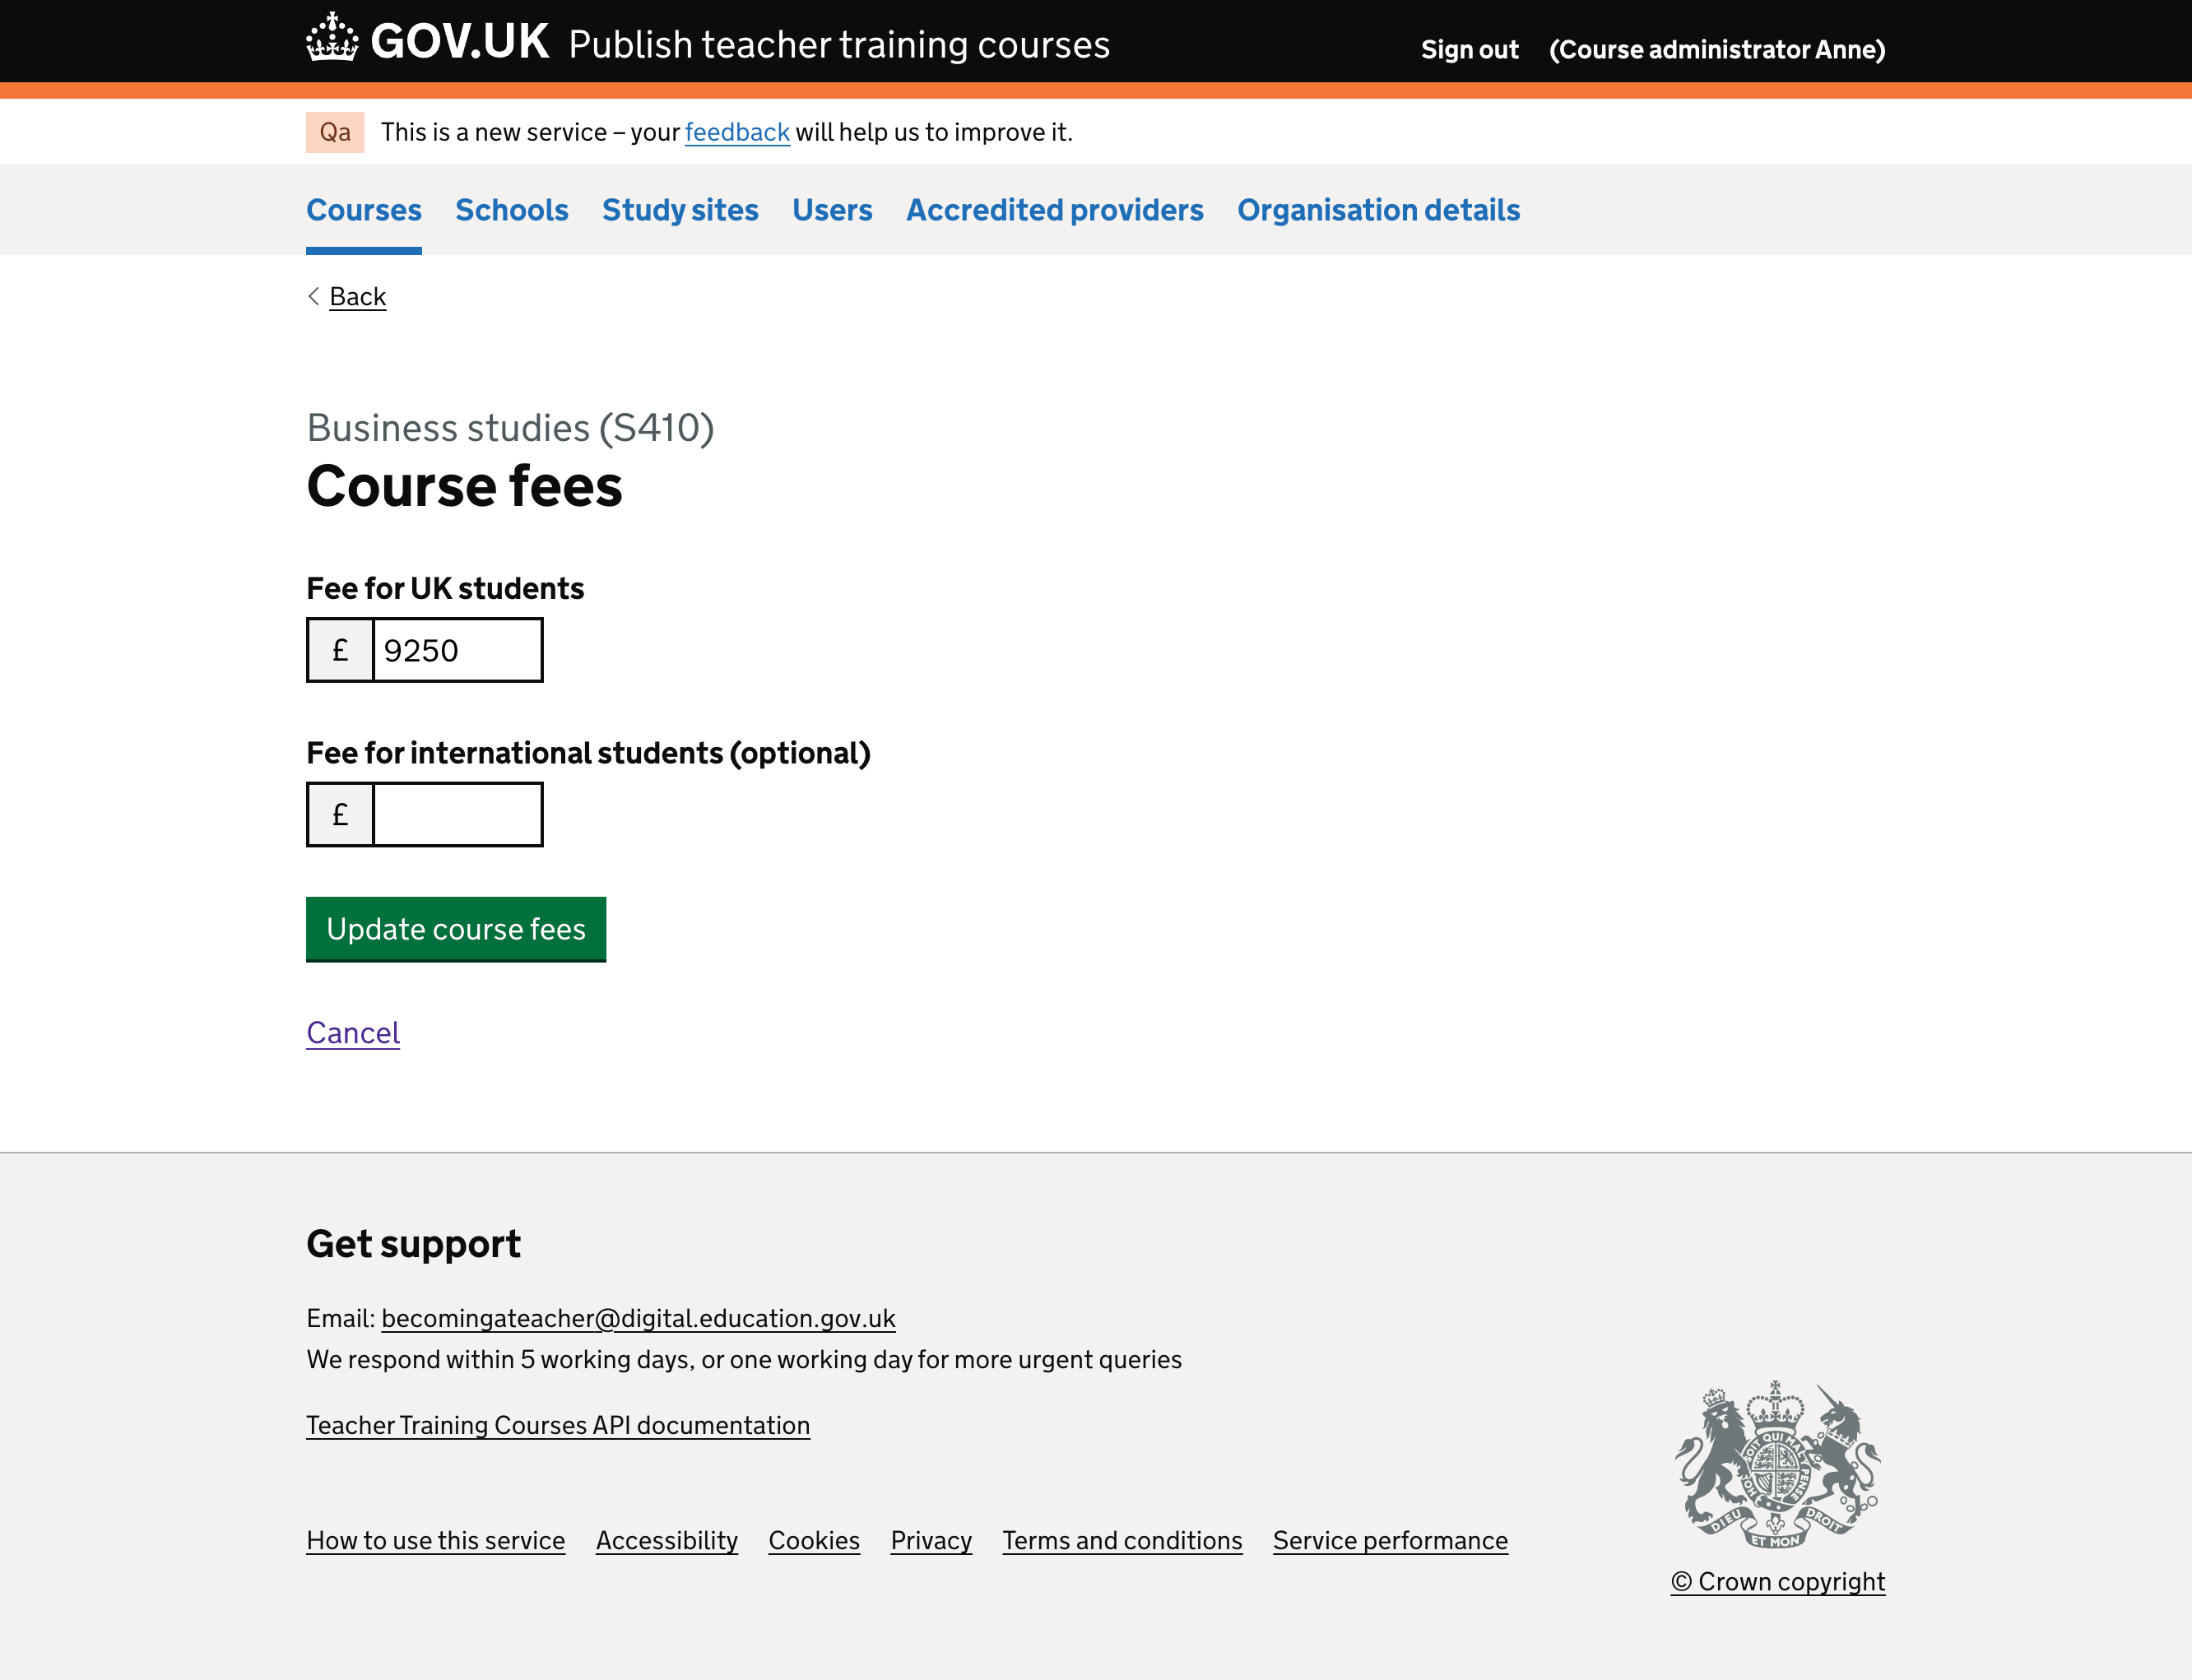 GOV.UK Publish teacher training courses
Sign out (Course administrator Anne)
Qa This is a new service – your feedback will help us to improve it.
Courses Schools Study sites Users Accredited providers Organisation details
Back
Business studies (S410)
Course fees
Fee for UK students
£ 9250
Fee for international students (optional)
£
Update course fees
Cancel
Get support
Email: becomingateacher@digital.education.gov.uk
We respond within 5 working days, or one working day for more urgent queries
Teacher Training Courses API documentation
How to use this service Accessibility Cookies Privacy Terms and conditions Service performance
DIEU ET MON DROIT
© Crown copyright